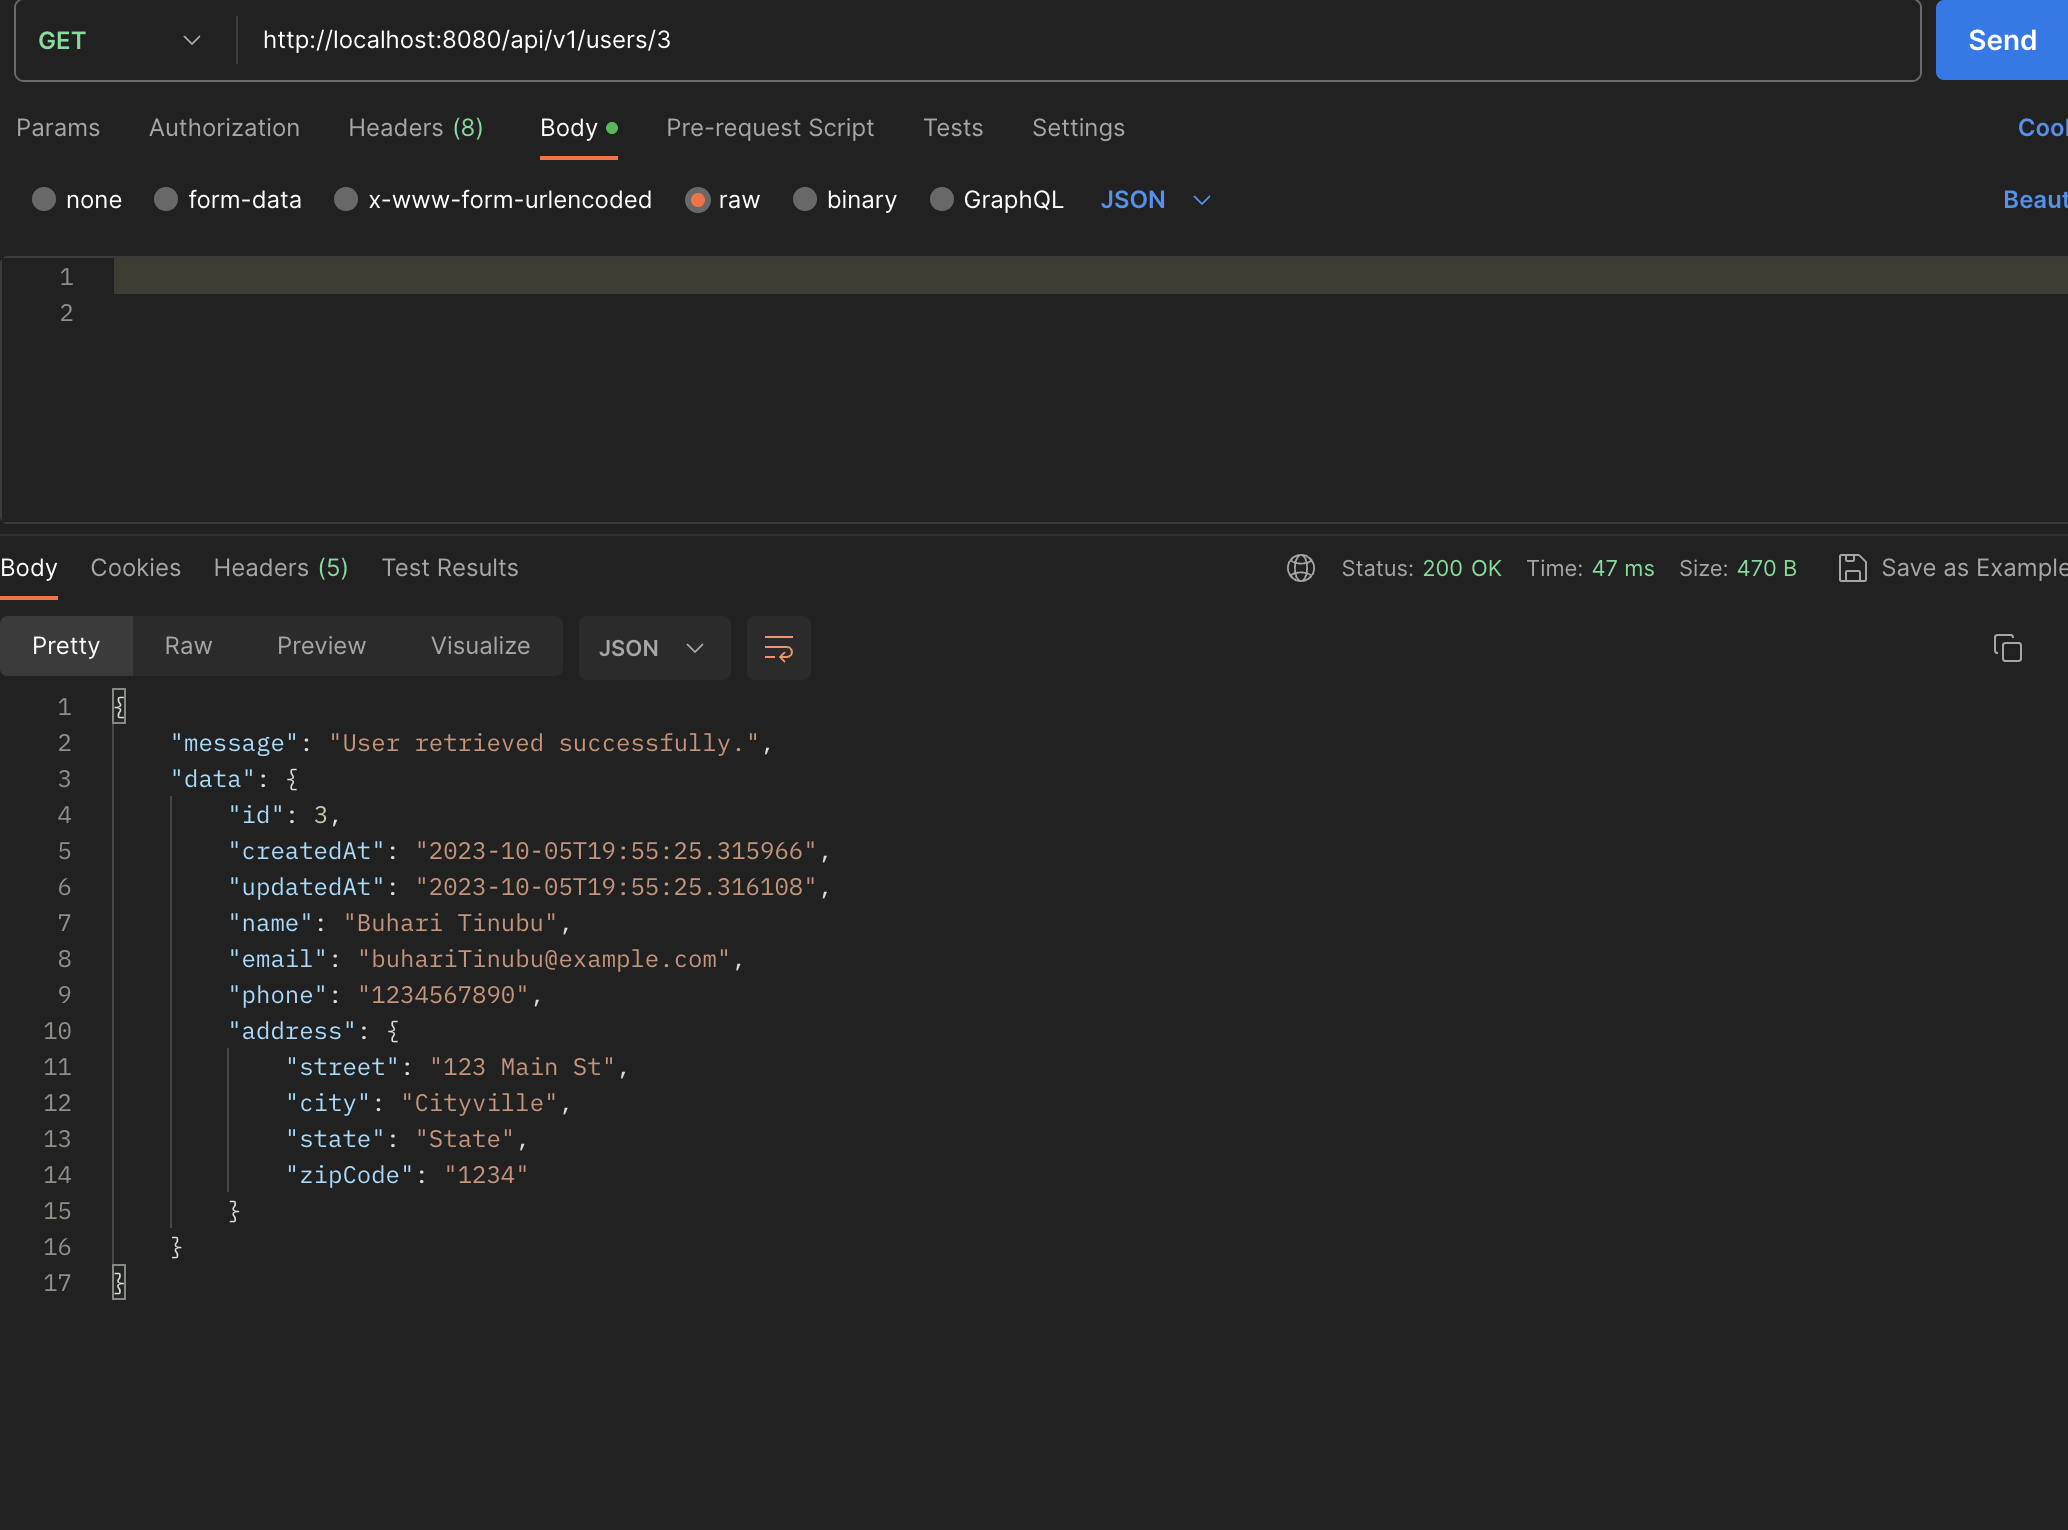 GET http://localhost:8080/api/v1/users/3 Send
Params Authorization Headers (8) Body Pre-request Script Tests Settings
none form-data x-www-form-urlencoded raw binary GraphQL JSON
1
2
Body Cookies Headers (5) Test Results Status: 200 OK Time: 47 ms Size: 470 B Save as Example
Pretty Raw Preview Visualize JSON
1 {
2 "message": "User retrieved successfully.",
3 "data": {
4 "id": 3,
5 "createdAt": "2023-10-05T19:55:25.315966",
6 "updatedAt": "2023-10-05T19:55:25.316108",
7 "name": "Buhari Tinubu",
8 "email": "buhariTinubu@example.com",
9 "phone": "1234567890",
10 "address": {
11 "street": "123 Main St",
12 "city": "Cityville",
13 "state": "State",
14 "zipCode": "1234"
15 }
16 }
17 }